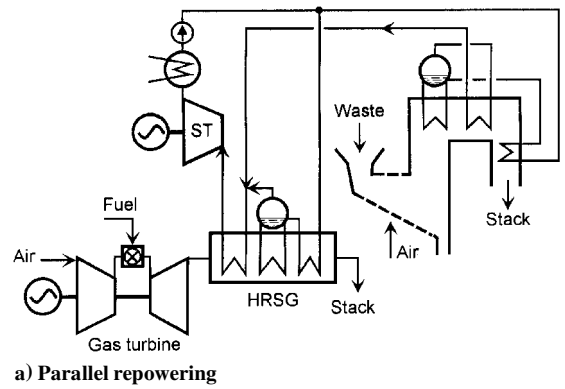 ST
Waste
Fuel
Air
Air
Stack
HRSG
Stack
Gas turbine
a) Parallel repowering